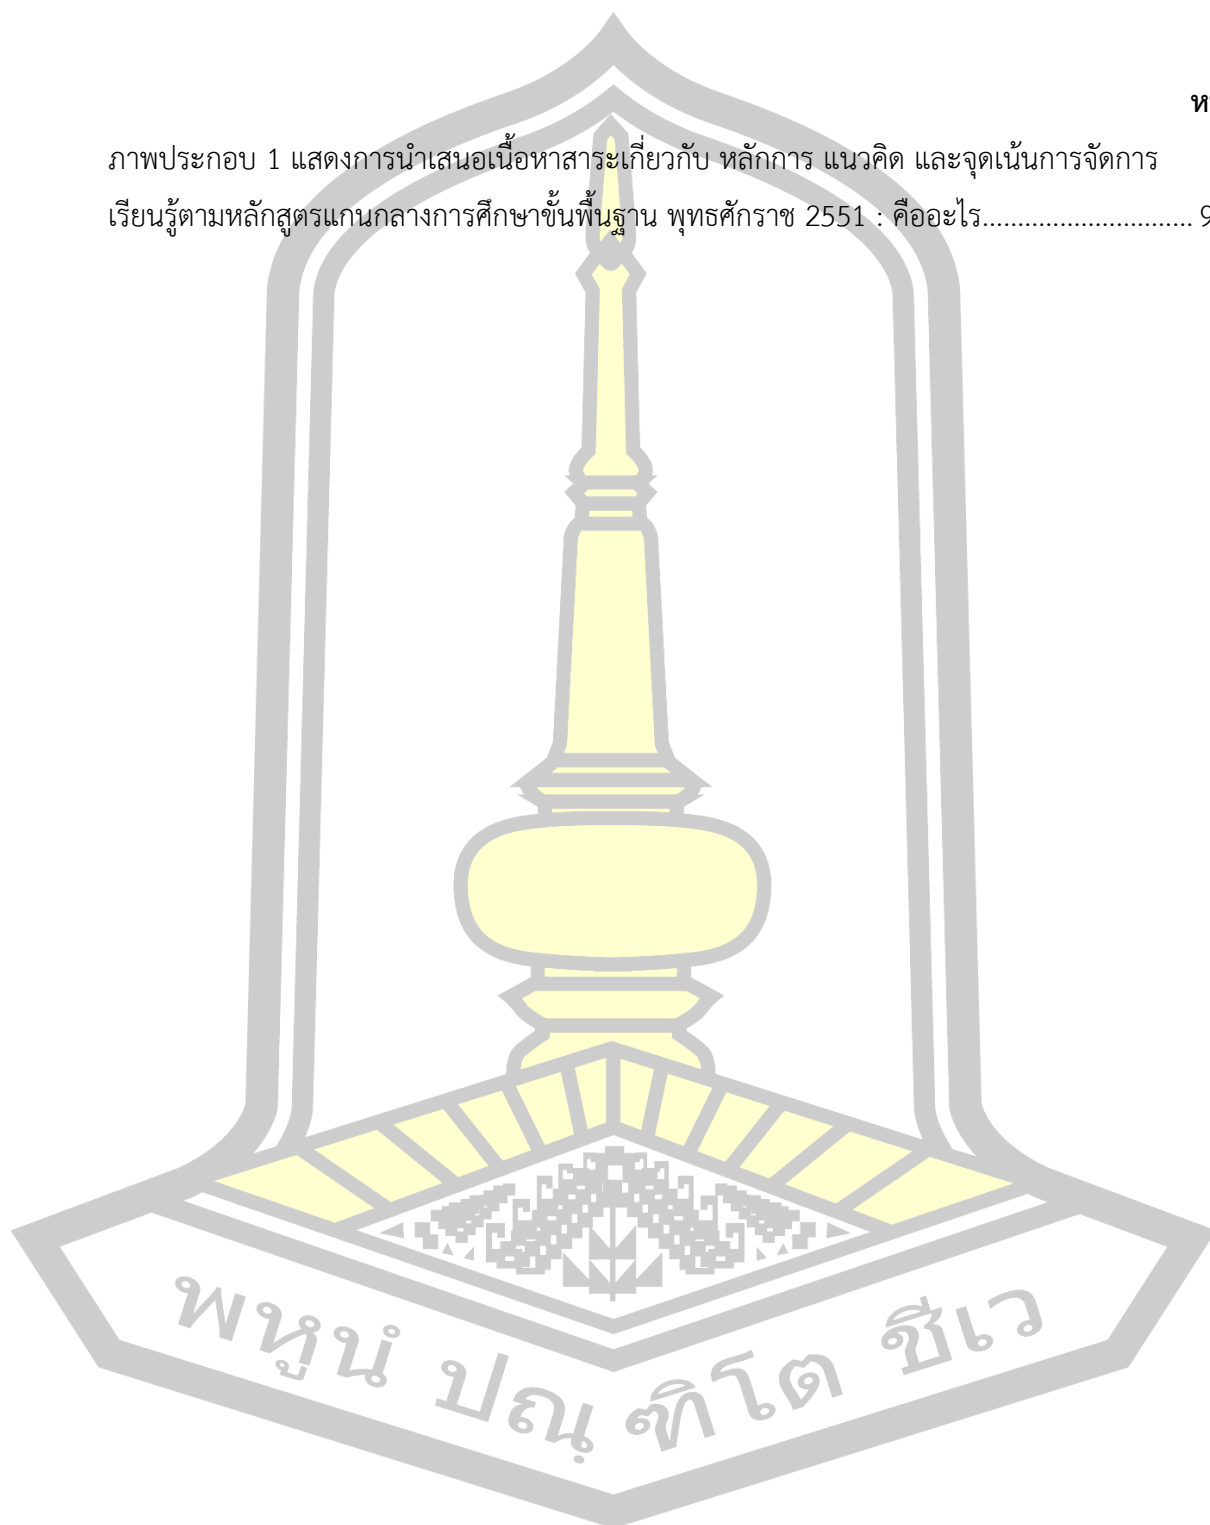 ภาพประกอบ 1 แสดงการนำเสนอเนื้อหาสาระเกี่ยวกับ หลักการ แนวคิด และจุดเน้นการจัดการ
เรียนรู้ตามหลักสูตรแกนกลางการศึกษาขั้นพื้นฐาน พุทธศักราช 2551 : คืออะไร.............................. 9
พหูนํ ปณฺฑิโต ชีเว